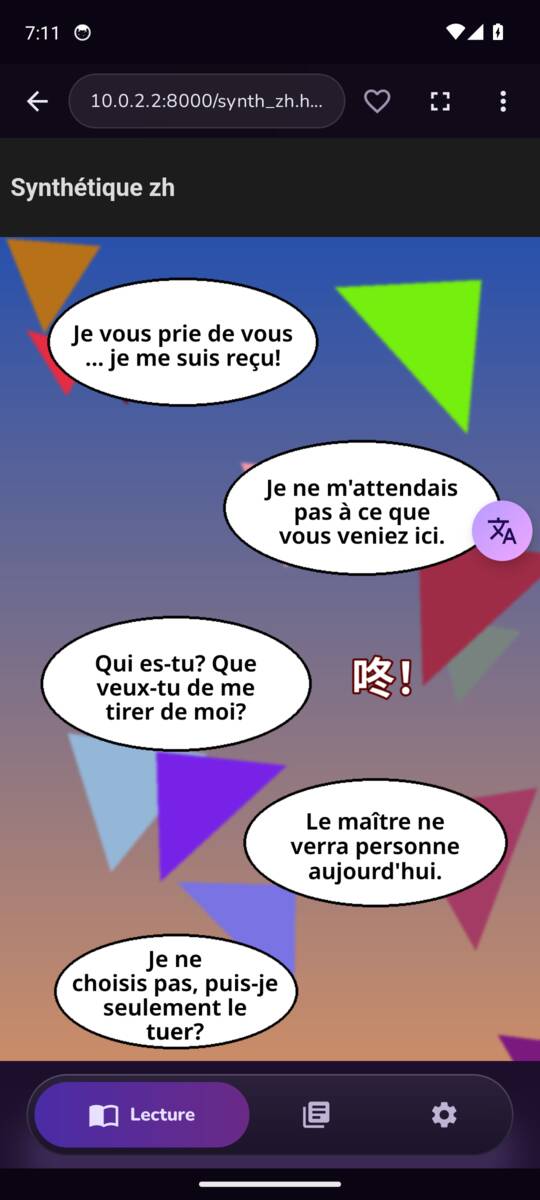 7:11
10.0.2.2:8000/synth_zh.h...
Synthétique zh
Je vous prie de vous
... je me suis reçu!
Je ne m'attendais
pas à ce que
vous veniez ici.
Qui es-tu? Que
veux-tu de me
tirer de moi?
咚!
Le maître ne
verra personne
aujourd'hui.
Je ne
choisis pas, puis-je
seulement le
tuer?
Lecture